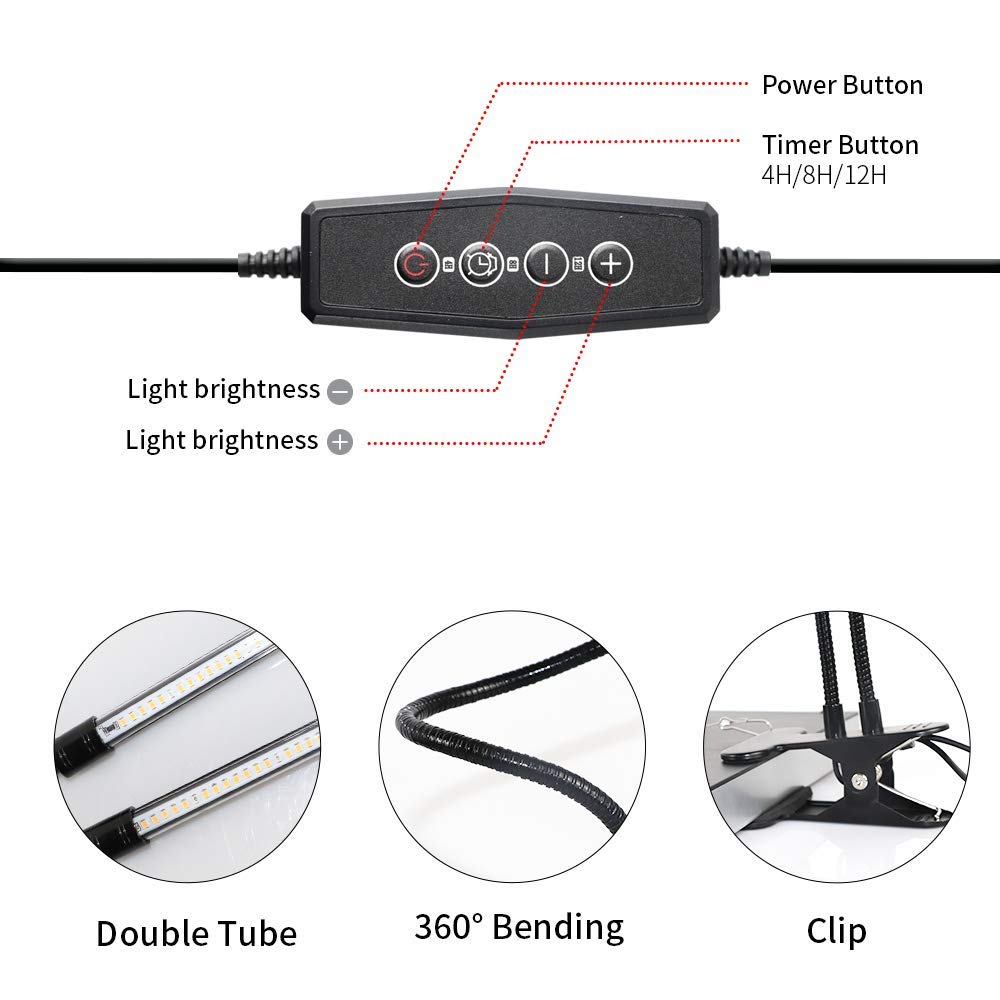 Power Button
Timer Button
4H/8H/12H
Light brightness −
Light brightness +
Double Tube
360° Bending
Clip